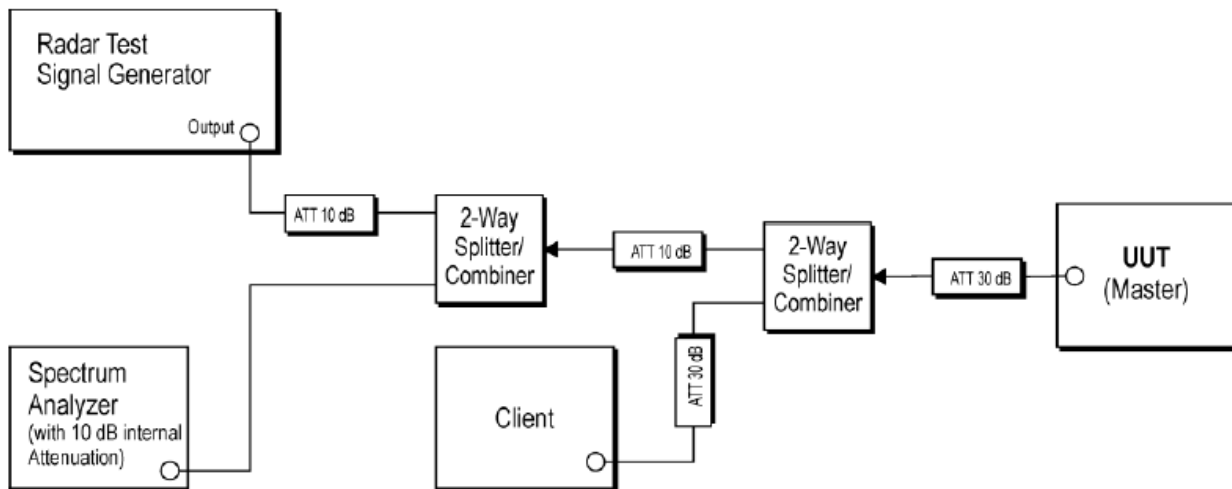 Radar Test
Signal Generator
Output
ATT 10 dB
2-Way
Splitter/
Combiner
ATT 10 dB
2-Way
Splitter/
Combiner
ATT 30 dB
UUT
(Master)
Spectrum
Analyzer
(with 10 dB internal
Attenuation)
Client
ATT 30 dB